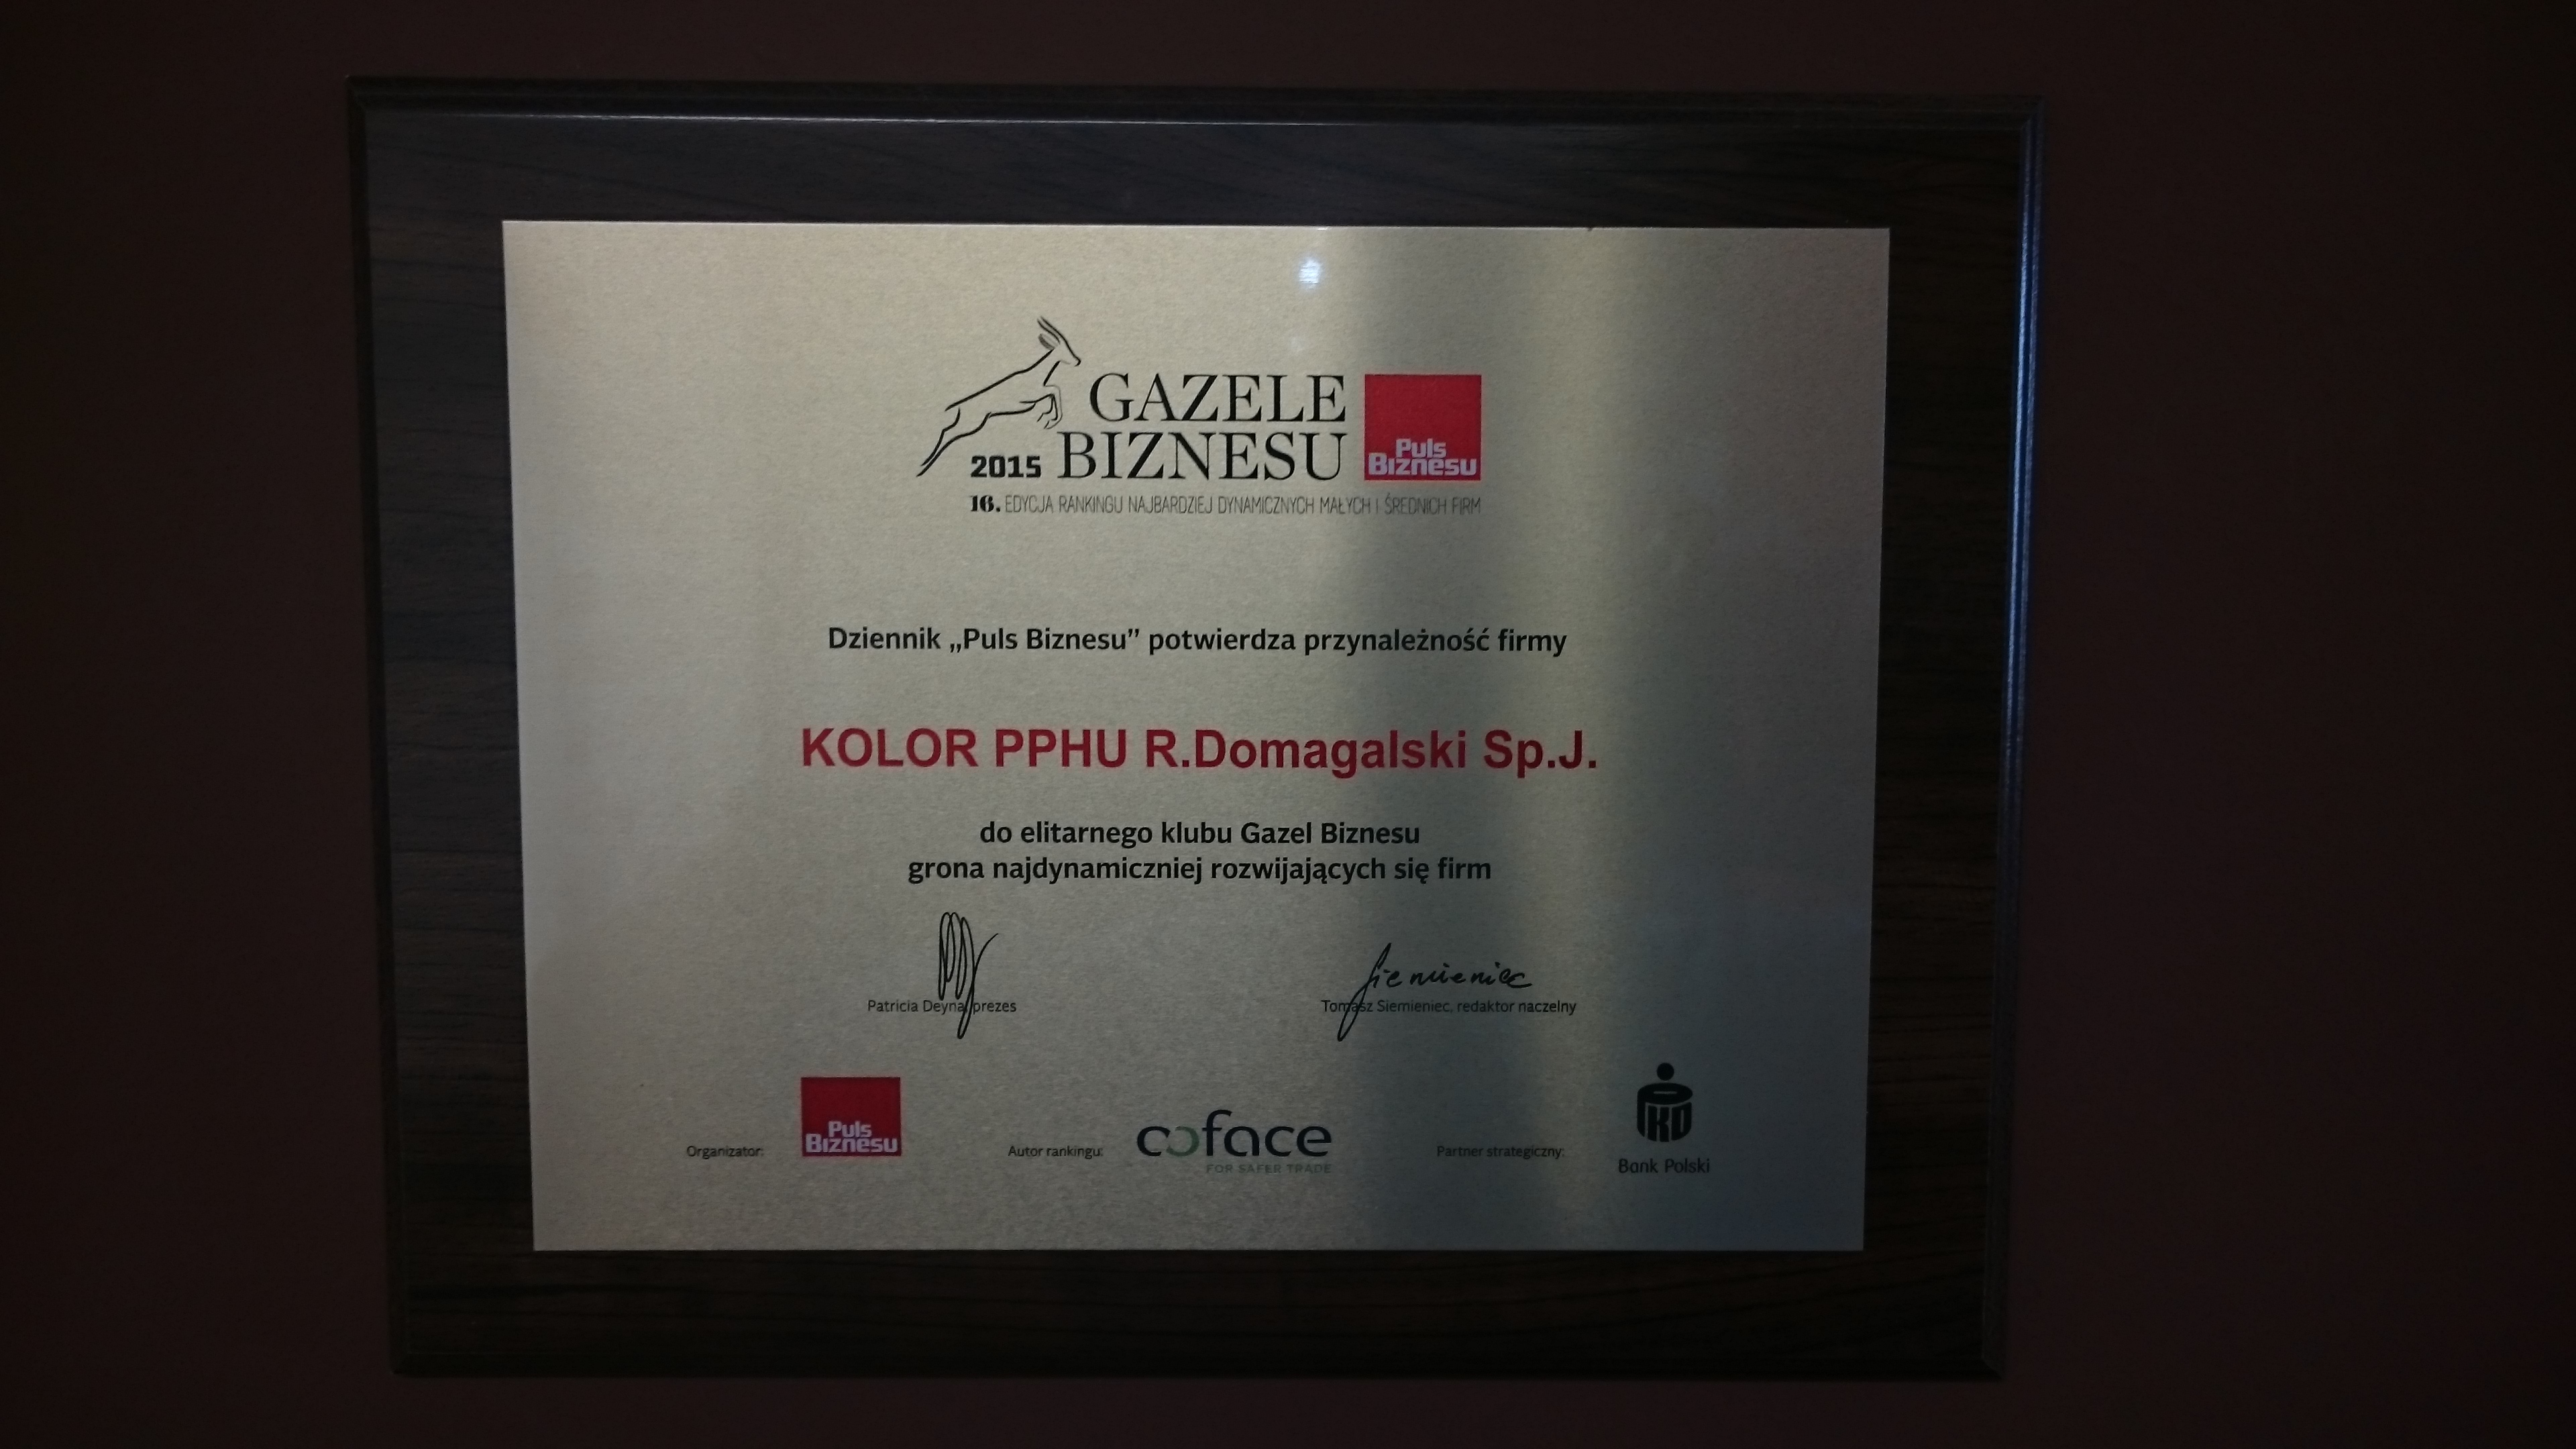 GAZELE
2015 BIZNESU
Puls
Biznesu
16. EDYCJA RANKINGU NAJBARDZIEJ DYNAMICZNYCH MAŁYCH I ŚREDNICH FIRM
Dziennik „Puls Biznesu” potwierdza przynależność firmy
KOLOR PPHU R.Domagalski Sp.J.
do elitarnego klubu Gazel Biznesu
grona najdynamiczniej rozwijających się firm
Siemieniec
Patricia Deyna, prezes
Tomasz Siemieniec, redaktor naczelny
Organizator:
Puls
Biznesu
Autor rankingu:
coface
FOR SAFER TRADE
Partner strategiczny:
PKO
Bank Polski